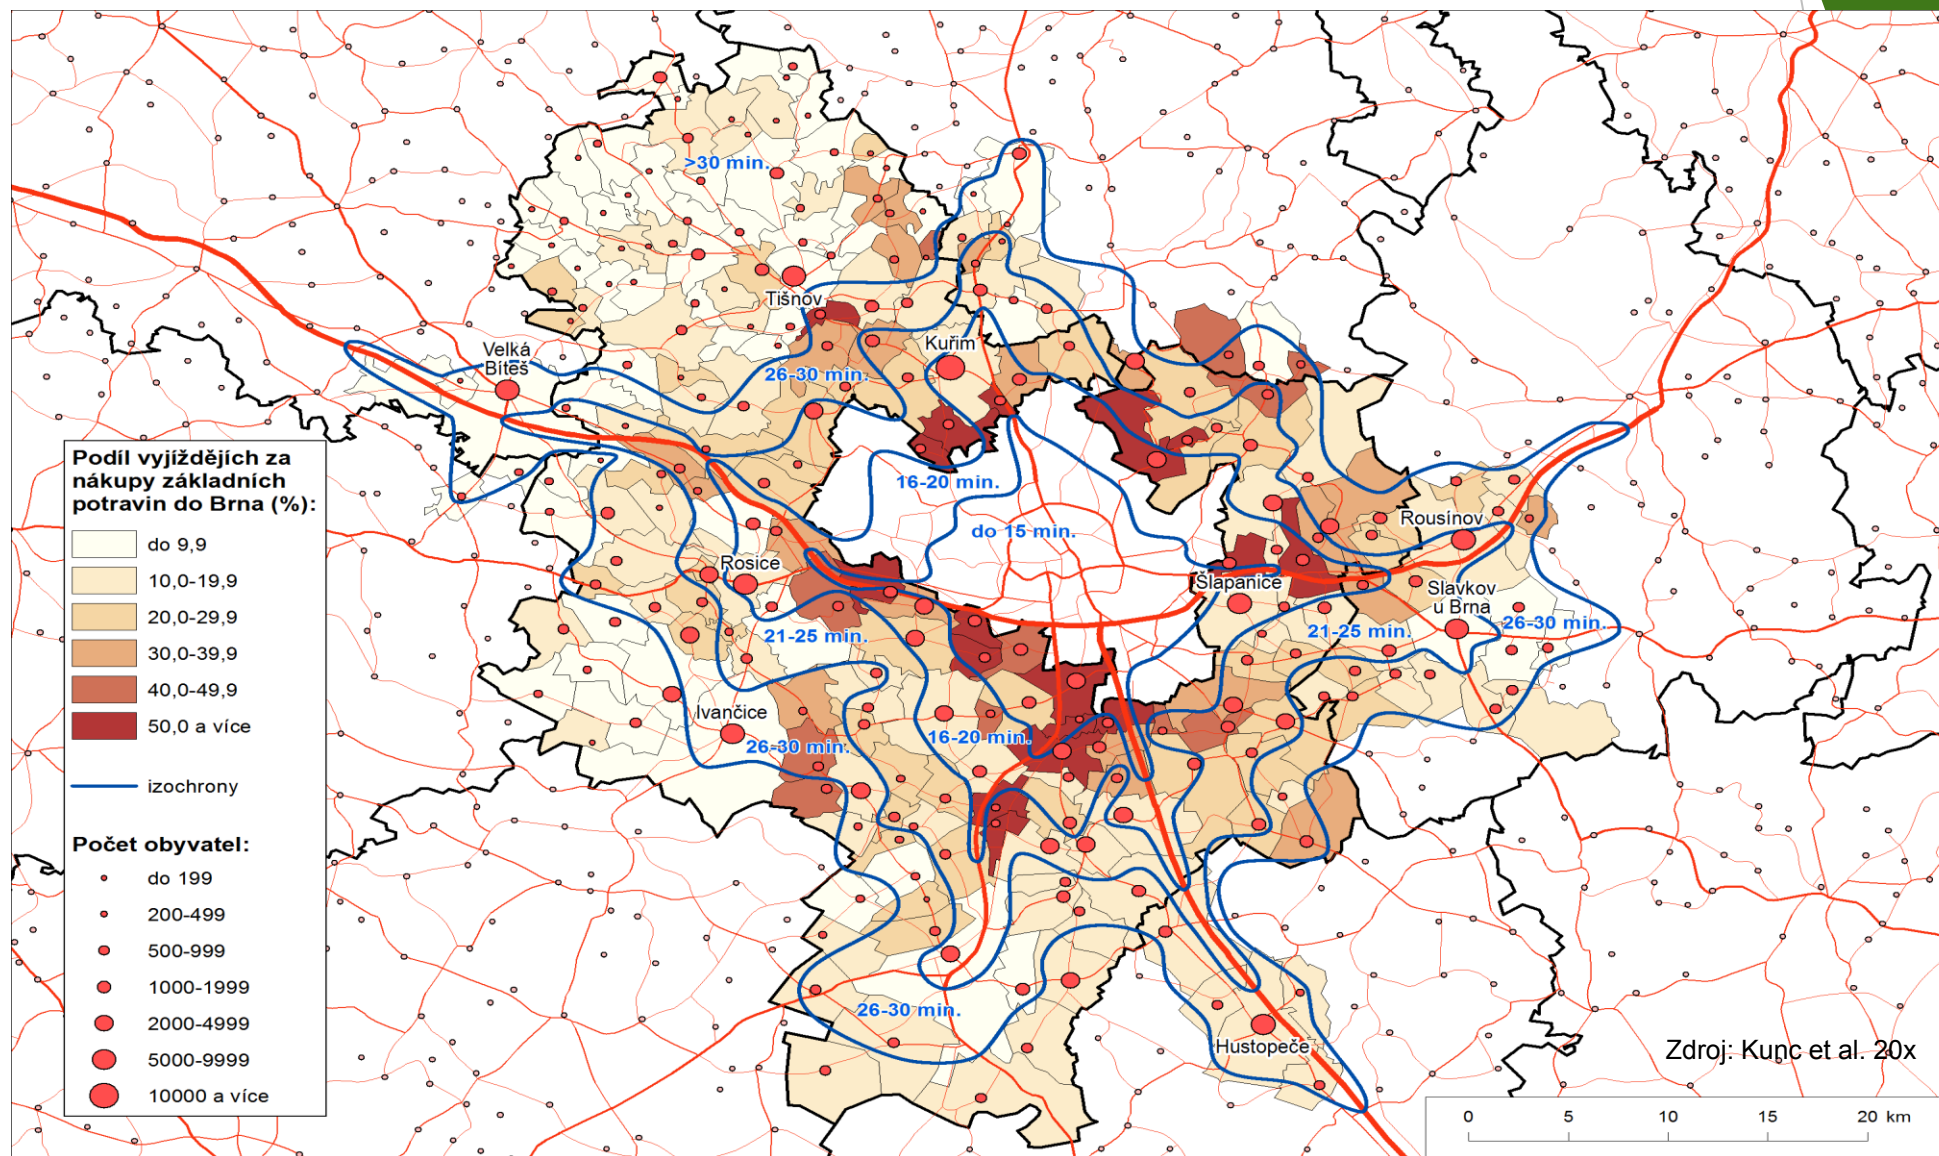 >30 min.
Tišnov
Kuřim
Velká
Bíteš
26-30 min.
Podíl vyjíždějích za
nákupy základních
potravin do Brna (%):
do 9,9
10,0-19,9
20,0-29,9
30,0-39,9
40,0-49,9
50,0 a více
izochrony
Počet obyvatel:
do 199
200-499
500-999
1000-1999
2000-4999
5000-9999
10000 a více
16-20 min.
do 15 min.
Rousínov
Rosice
Šlapanice
Slavkov
u Brna
21-25 min.
21-25 min.
26-30 min.
Ivančice
26-30 min.
16-20 min.
26-30 min.
Hustopeče
Zdroj: Kunc et al. 20x
0 5 10 15 20 km